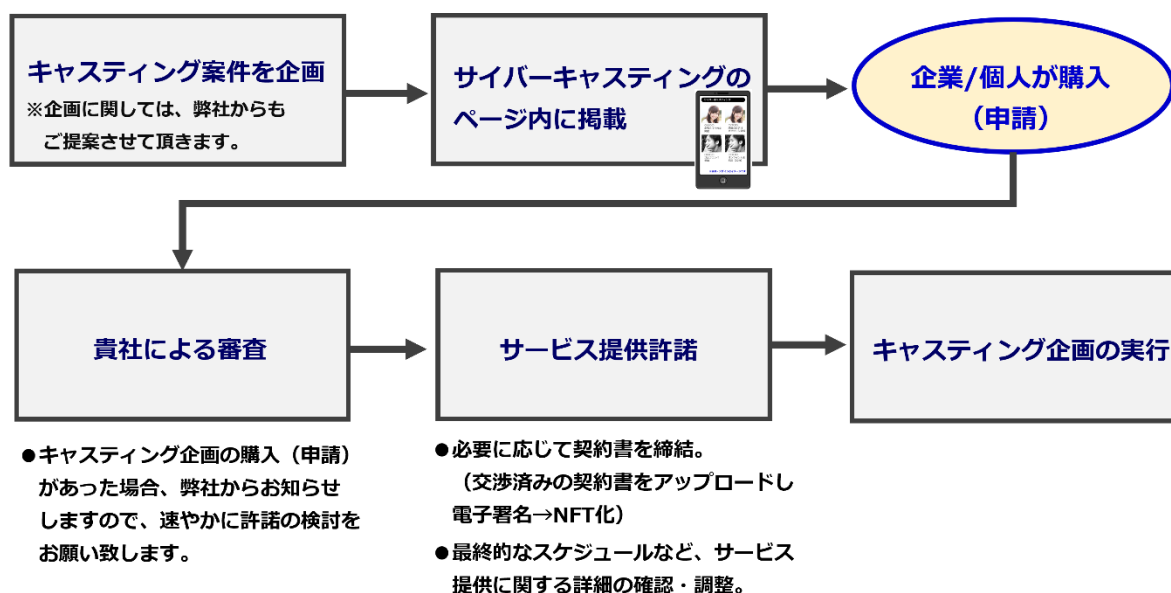 キャスティング案件を企画
※企画に関しては、弊社からも
ご提案させて頂きます。
サイバーキャスティングの
ページ内に掲載
企業/個人が購入
（申請）
貴社による審査
サービス提供許諾
キャスティング企画の実行
●キャスティング企画の購入（申請）
があった場合、弊社からお知らせ
しますので、速やかに許諾の検討を
お願い致します。
●必要に応じて契約書を締結。
（交渉済みの契約書をアップロードし
電子署名→NFT化）
●最終的なスケジュールなど、サービス
提供に関する詳細の確認・調整。